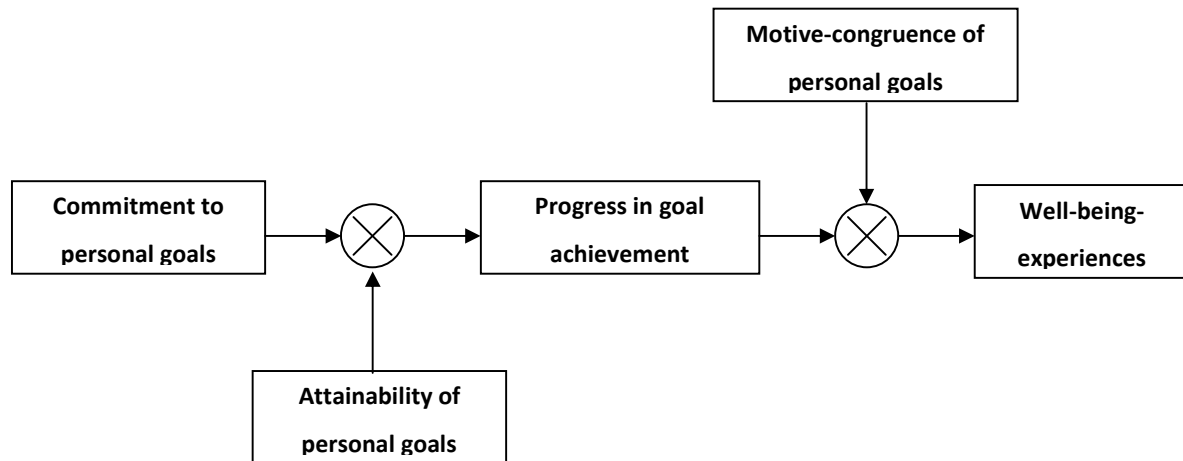 Motive-congruence of
personal goals
Commitment to
personal goals
Progress in goal
achievement
Well-being-
experiences
Attainability of
personal goals